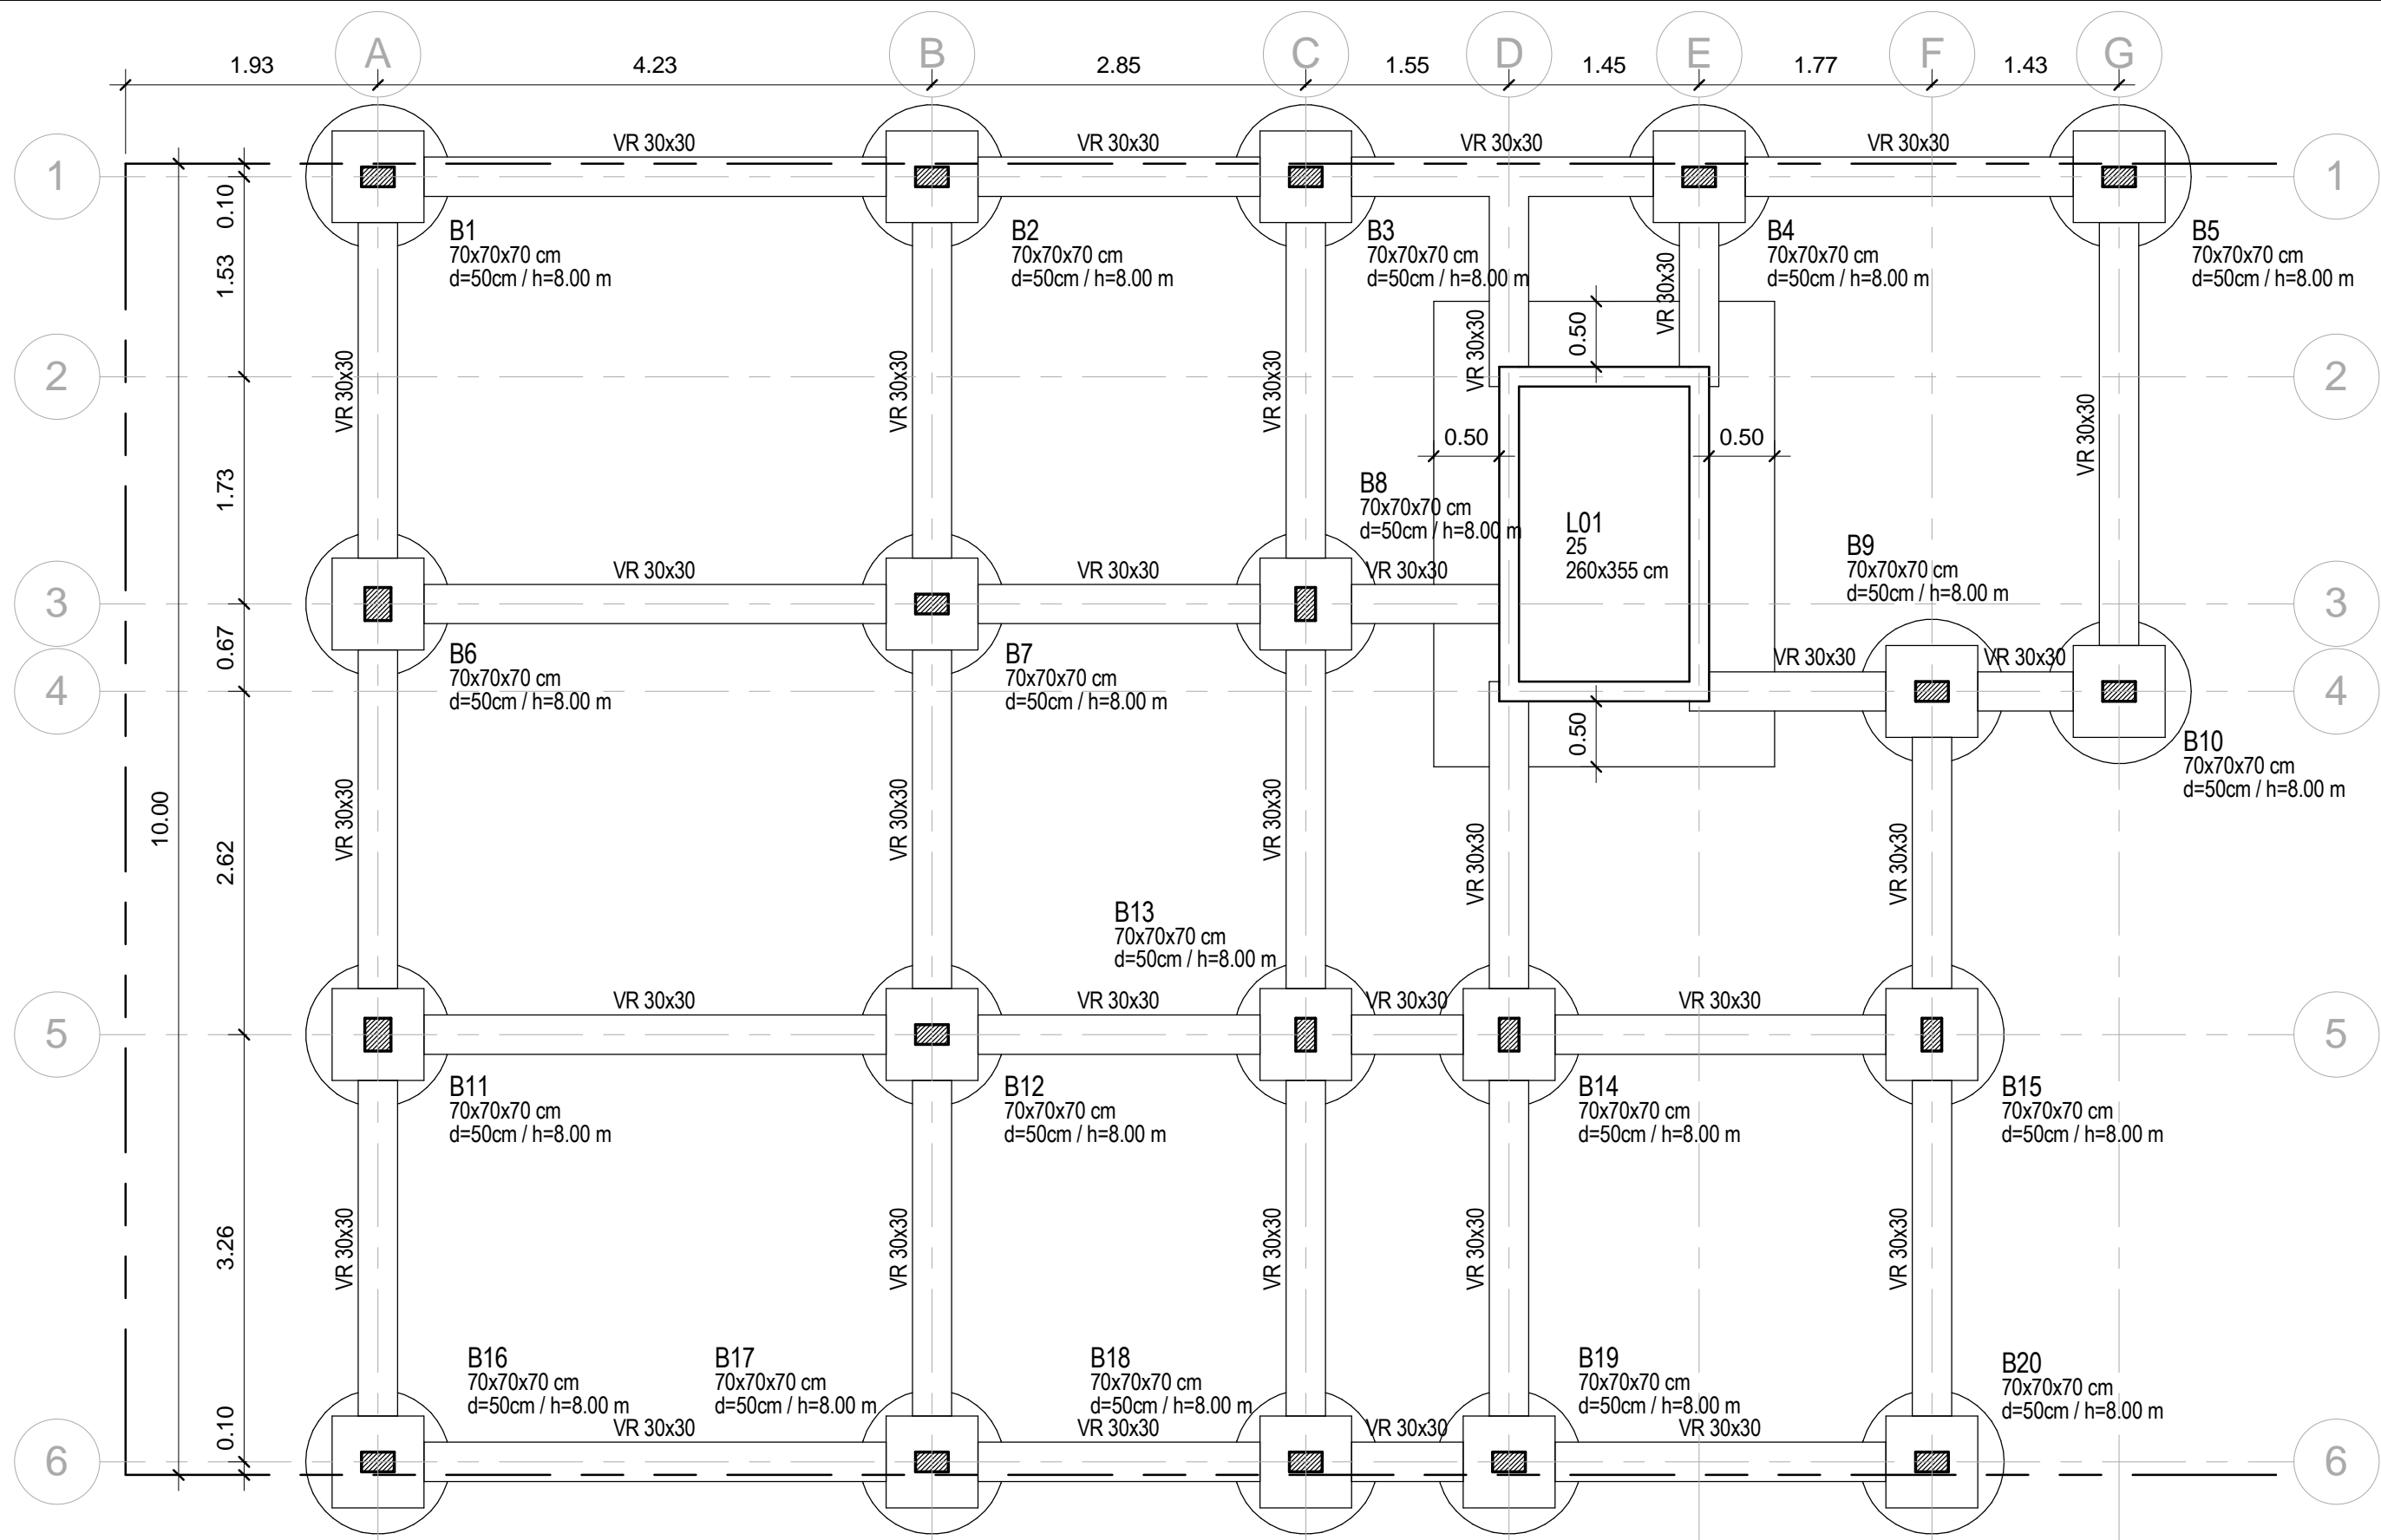 A
B
C
D
E
F
G
1.93
4.23
2.85
1.55
1.45
1.77
1.43
VR 30x30
VR 30x30
VR 30x30
VR 30x30
1
1
0.10
B1
70x70x70 cm
d=50cm / h=8.00 m
B2
70x70x70 cm
d=50cm / h=8.00 m
B3
70x70x70 cm
d=50cm / h=8.00 m
B4
70x70x70 cm
d=50cm / h=8.00 m
B5
70x70x70 cm
d=50cm / h=8.00 m
1.53
VR 30x30
VR 30x30
0.50
2
2
VR 30x30
VR 30x30
VR 30x30
VR 30x30
0.50
0.50
1.73
B8
70x70x70 cm
d=50cm / h=8.00 m
L01
25
260x355 cm
B9
70x70x70 cm
d=50cm / h=8.00 m
VR 30x30
VR 30x30
VR 30x30
3
3
0.67
B6
70x70x70 cm
d=50cm / h=8.00 m
B7
70x70x70 cm
d=50cm / h=8.00 m
VR 30x30
VR 30x30
4
4
0.50
B10
70x70x70 cm
d=50cm / h=8.00 m
10.00
2.62
VR 30x30
VR 30x30
VR 30x30
VR 30x30
VR 30x30
B13
70x70x70 cm
d=50cm / h=8.00 m
VR 30x30
VR 30x30
VR 30x30
VR 30x30
5
5
B11
70x70x70 cm
d=50cm / h=8.00 m
B12
70x70x70 cm
d=50cm / h=8.00 m
B14
70x70x70 cm
d=50cm / h=8.00 m
B15
70x70x70 cm
d=50cm / h=8.00 m
3.26
VR 30x30
VR 30x30
VR 30x30
VR 30x30
VR 30x30
B16
70x70x70 cm
d=50cm / h=8.00 m
B17
70x70x70 cm
d=50cm / h=8.00 m
B18
70x70x70 cm
d=50cm / h=8.00 m
B19
70x70x70 cm
d=50cm / h=8.00 m
B20
70x70x70 cm
d=50cm / h=8.00 m
0.10
VR 30x30
VR 30x30
VR 30x30
VR 30x30
6
6